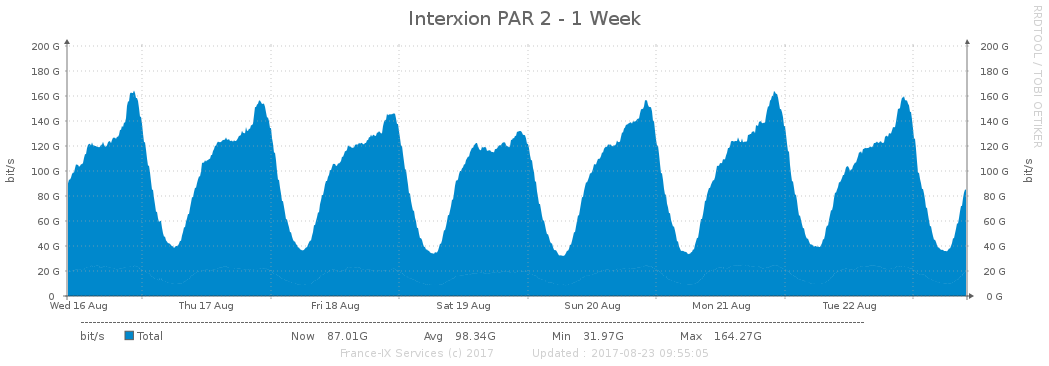 Interxion PAR 2 - 1 Week
RRDTOOL / TOBI OETIKER
bit/s
200 G 200 G
180 G 180 G
160 G 160 G
140 G 140 G
120 G 120 G
100 G 100 G
80 G 80 G
60 G 60 G
40 G 40 G
20 G 20 G
0 0 G
bit/s
Wed 16 Aug Thu 17 Aug Fri 18 Aug Sat 19 Aug Sun 20 Aug Mon 21 Aug Tue 22 Aug
bit/s Total Now 87.01G Avg 98.34G Min 31.97G Max 164.27G
France-IX Services (c) 2017 Updated : 2017-08-23 09:55:05